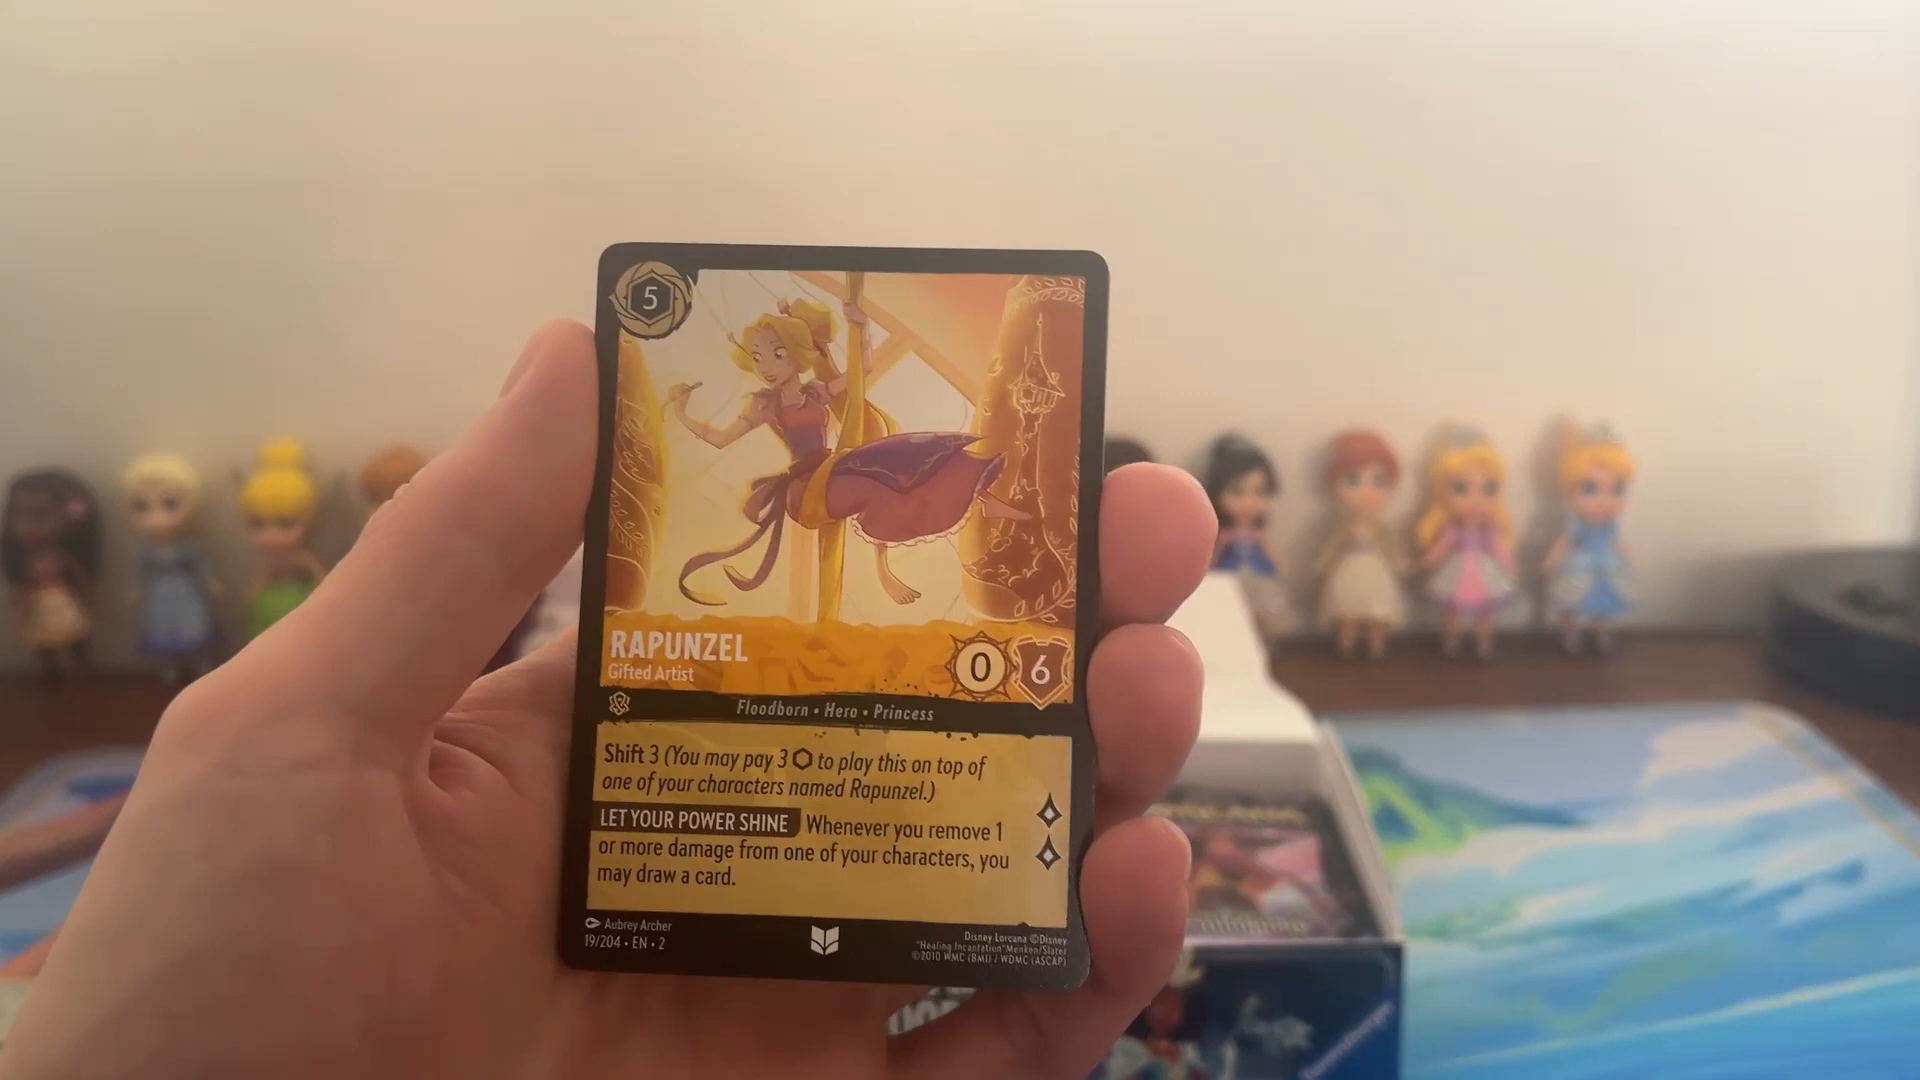 5
RAPUNZEL
Gifted Artist
0
6
Floodborn • Hero • Princess
Shift 3 (You may pay 3 ⬡ to play this on top of
one of your characters named Rapunzel.)
LET YOUR POWER SHINE Whenever you remove 1
or more damage from one of your characters, you
may draw a card.
Aubrey Archer
19/204 • EN • 2
Disney Lorcana ©Disney
"Healing Incantation" Menken/Slater
©2010 WMC (BMI) / WDMC (ASCAP)